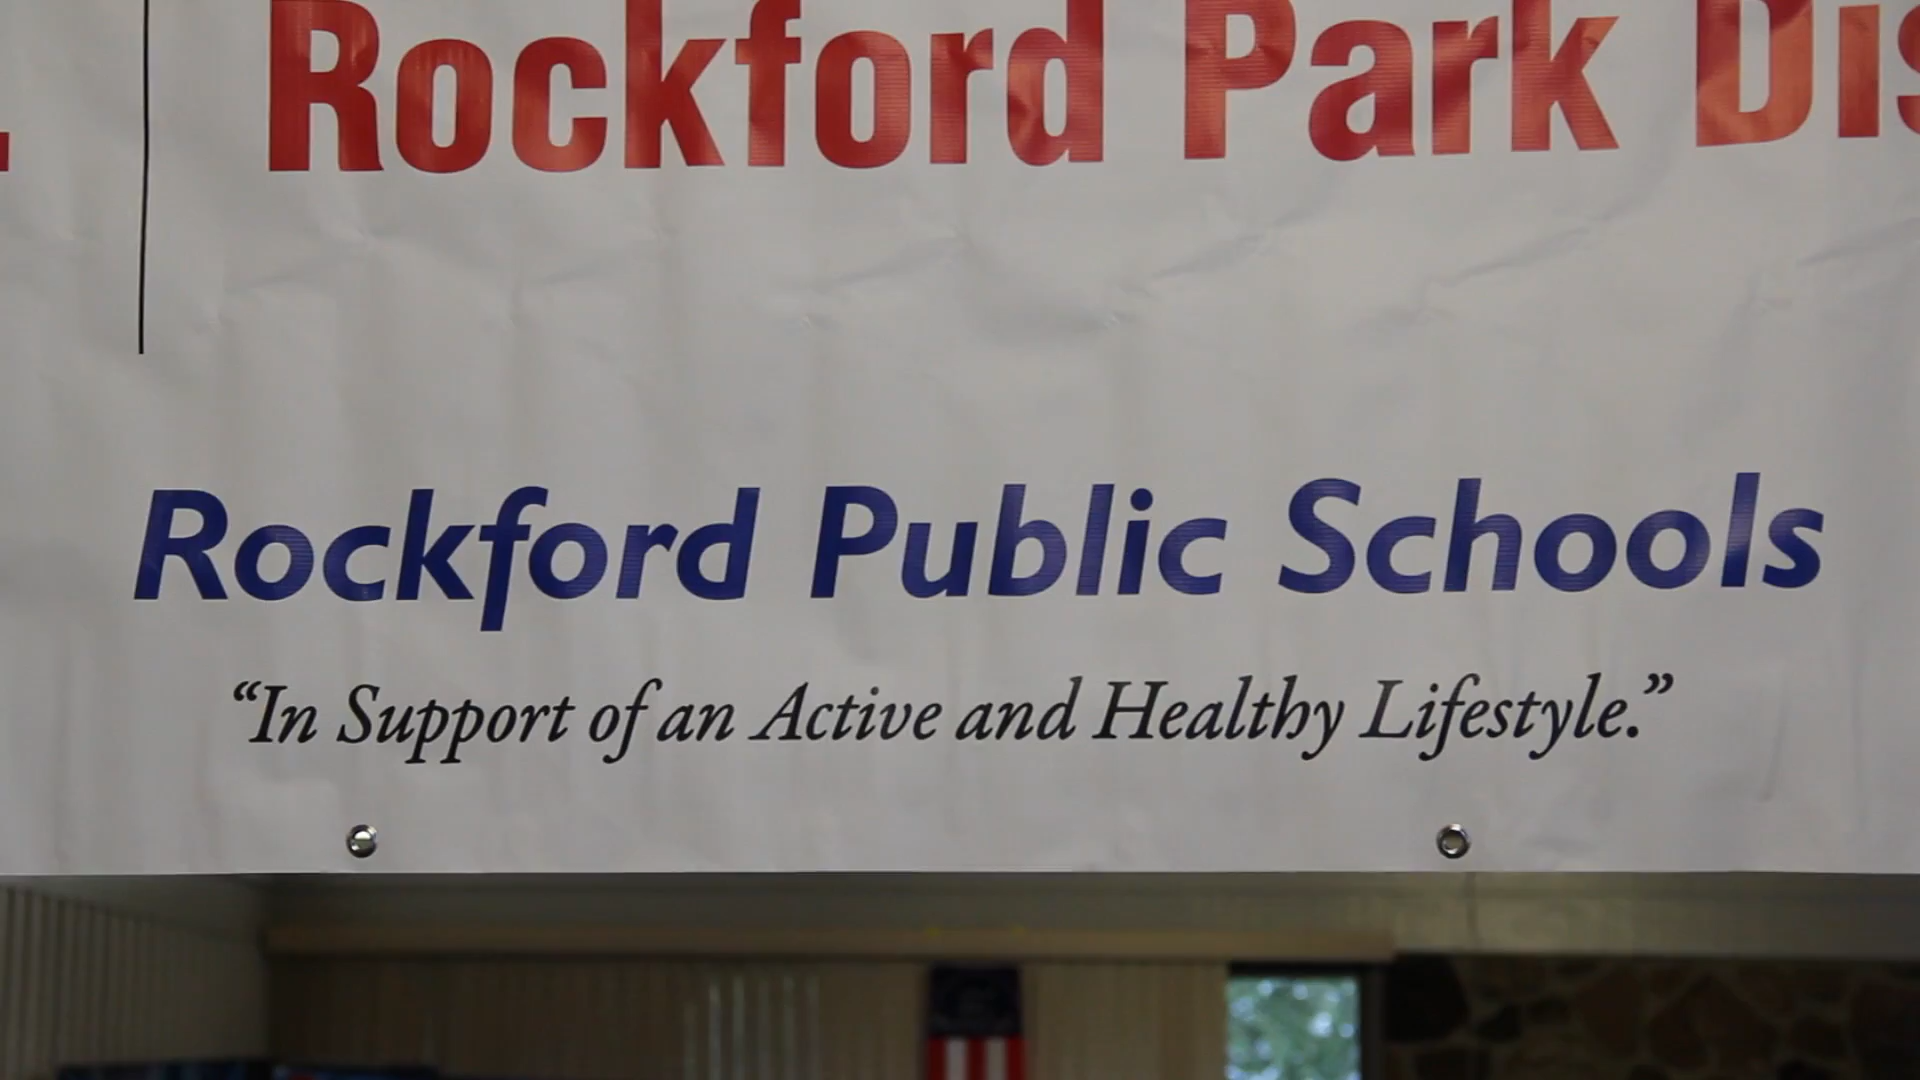 Rockford Park Dis
Rockford Public Schools
“In Support of an Active and Healthy Lifestyle.”